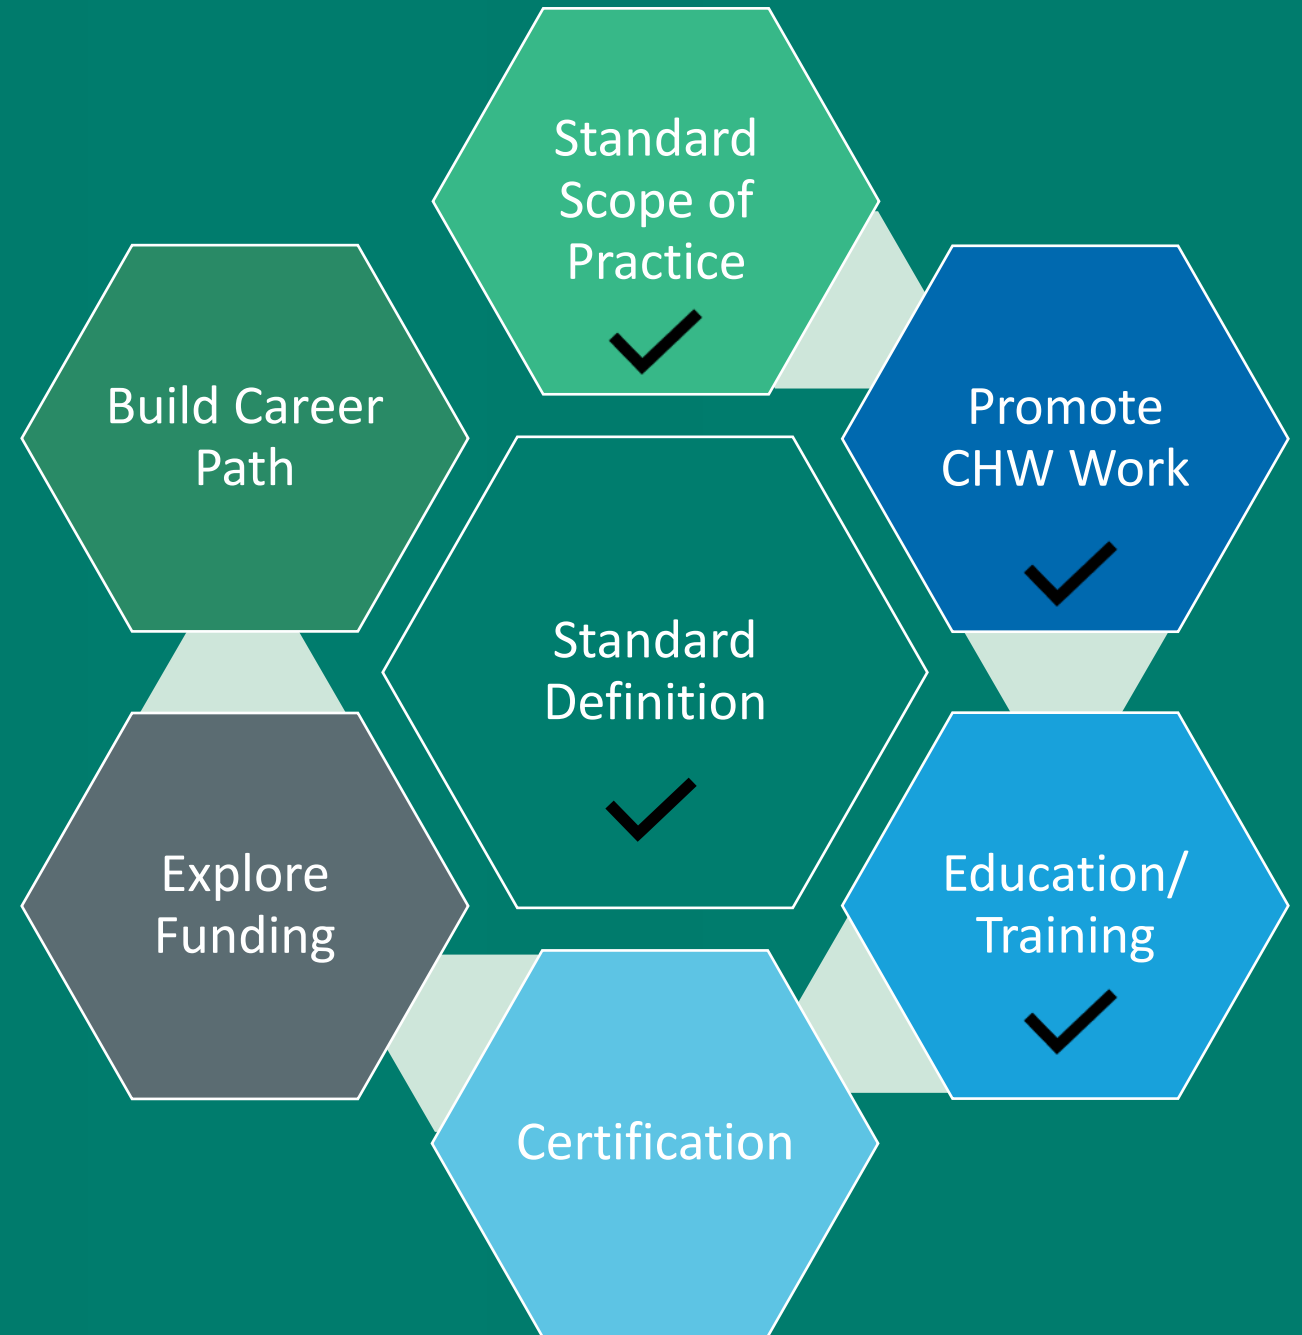 Standard
Scope of
Practice
Promote
CHW Work
Education/
Training
Certification
Explore
Funding
Build Career
Path
Standard
Definition